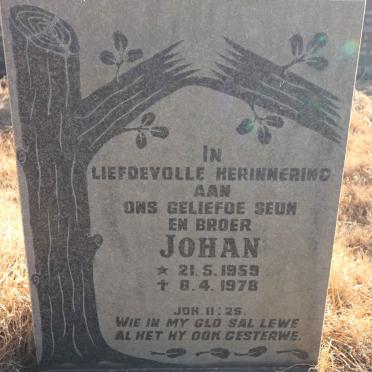 IN
LIEFDEVOLLE HERINNERING
AAN
ONS GELIEFDE SEUN
EN BROER
JOHAN
★ 21.5.1959
✝ 8.4.1978
JOH. 11:25.
WIE IN MY GLO SAL LEWE
AL HET HY OOK GESTERWE.